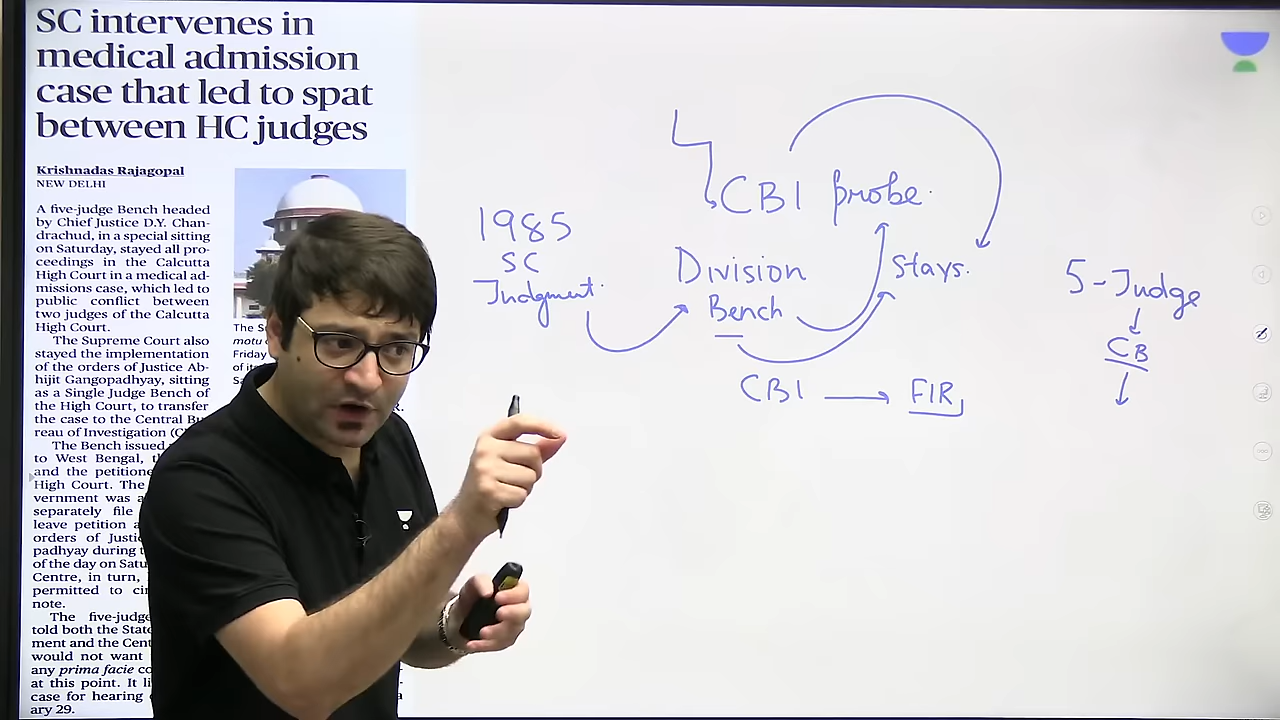 SC intervenes in
medical admission
case that led to spat
between HC judges
Krishnadas Rajagopal
NEW DELHI
A five-judge Bench headed
by Chief Justice D.Y. Chan-
drachud, in a special sitting
on Saturday, stayed all pro-
ceedings in the Calcutta
High Court in a medical ad-
missions case, which led to
public conflict between
two judges of the Calcutta
High Court.
The Supreme Court also
stayed the implementation
of the orders of Justice Ab-
hijit Gangopadhyay, sitting
as a Single Judge Bench of
the High Court, to transfer
the case to the Central Bu
reau of Investigation
The Bench issued
to West Bengal,
and the petitione
High Court. The
vernment was a
separately file
leave petition a
orders of Justic
padhyay during t
of the day on Satu
Centre, in turn,
permitted to ci
note.
The five-judge
told both the State
ment and the Cent
would not want
any prima facie co
at this point. It li
case for hearing
ary 29.
The S
motu
Friday
of it
Sa
CBI probe.
1985
SC
Judgment.
Division
Bench
stays.
CBI → FIR
5-Judge
↓
CB
↓